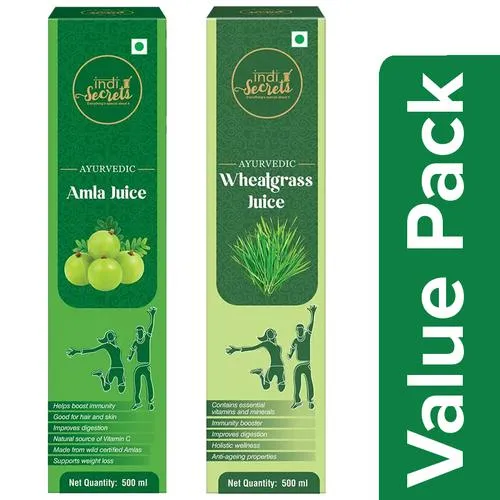 indi
Secrets
Everything's special about it
AYURVEDIC
Amla Juice
Helps boost immunity
Good for hair and skin
Improves digestion
Natural source of Vitamin C
Made from wild certified Amlas
Supports weight loss
Net Quantity: 500 ml
indi
Secrets
Everything's special about it
AYURVEDIC
Wheatgrass
Juice
Contains essential
vitamins and minerals
Immunity booster
Improves digestion
Holistic wellness
Anti-ageing properties
Net Quantity: 500 ml
Value Pack